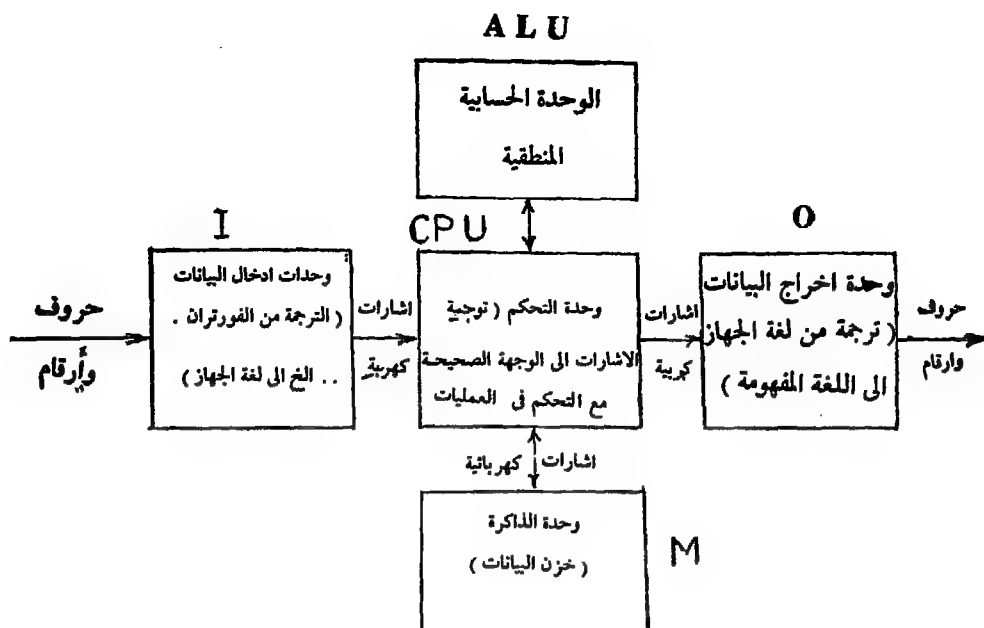 ALU
الوحدة الحسابية
المنطقية
I
CPU
O
حروف
وأرقام
وحدات ادخال البيانات
( الترجمة من الفورتران .
.. الخ الى لغة الجهاز )
اشارات
كهربية
وحدة التحكم ( توجية
الاشارات الى الوجهة الصحيحة
مع التحكم فى العمليات
اشارات
كهربية
وحدة اخراج البيانات
( ترجمة من لغة الجهاز
الى اللغة المفهومة )
حروف
وارقام
اشارات كهربائية
وحدة الذاكرة
( خزن البيانات )
M